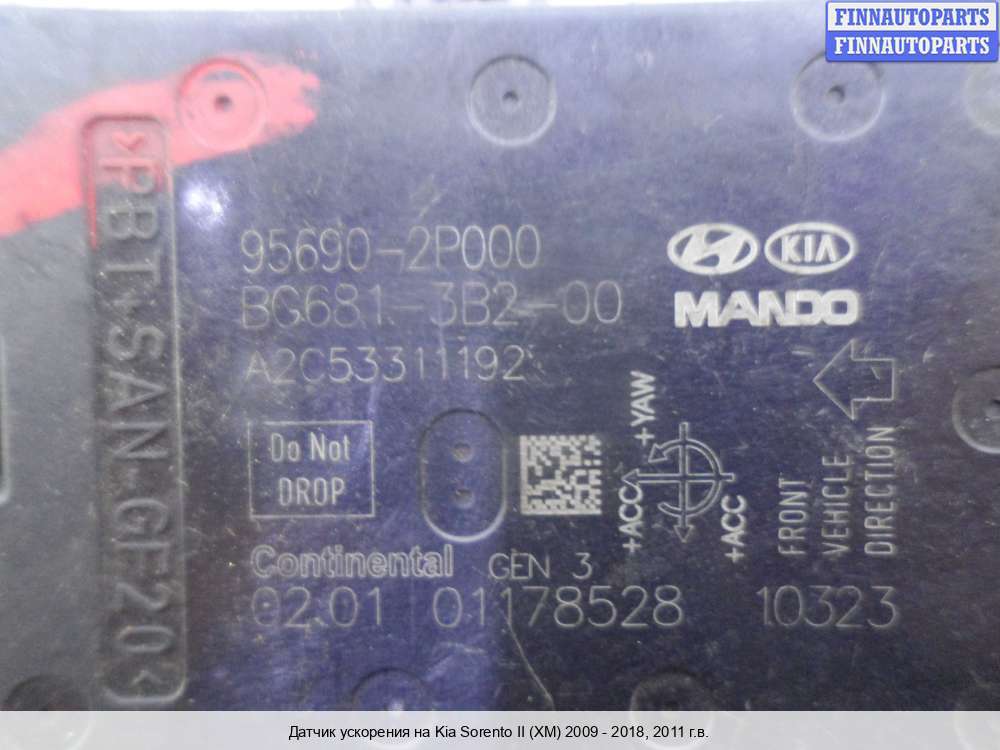 FINNAUTOPARTS
FINNAUTOPARTS
>PBT+SAN-GF20<
95690-2P000
BG681-3B2-00
A2C53311192
KIA
MANDO
Do Not
DROP
+YAW
+ACC
+ACC
FRONT
VEHICLE
DIRECTION
Continental GEN 3
02.01 01178528 10323
Датчик ускорения на Kia Sorento II (XM) 2009 - 2018, 2011 г.в.